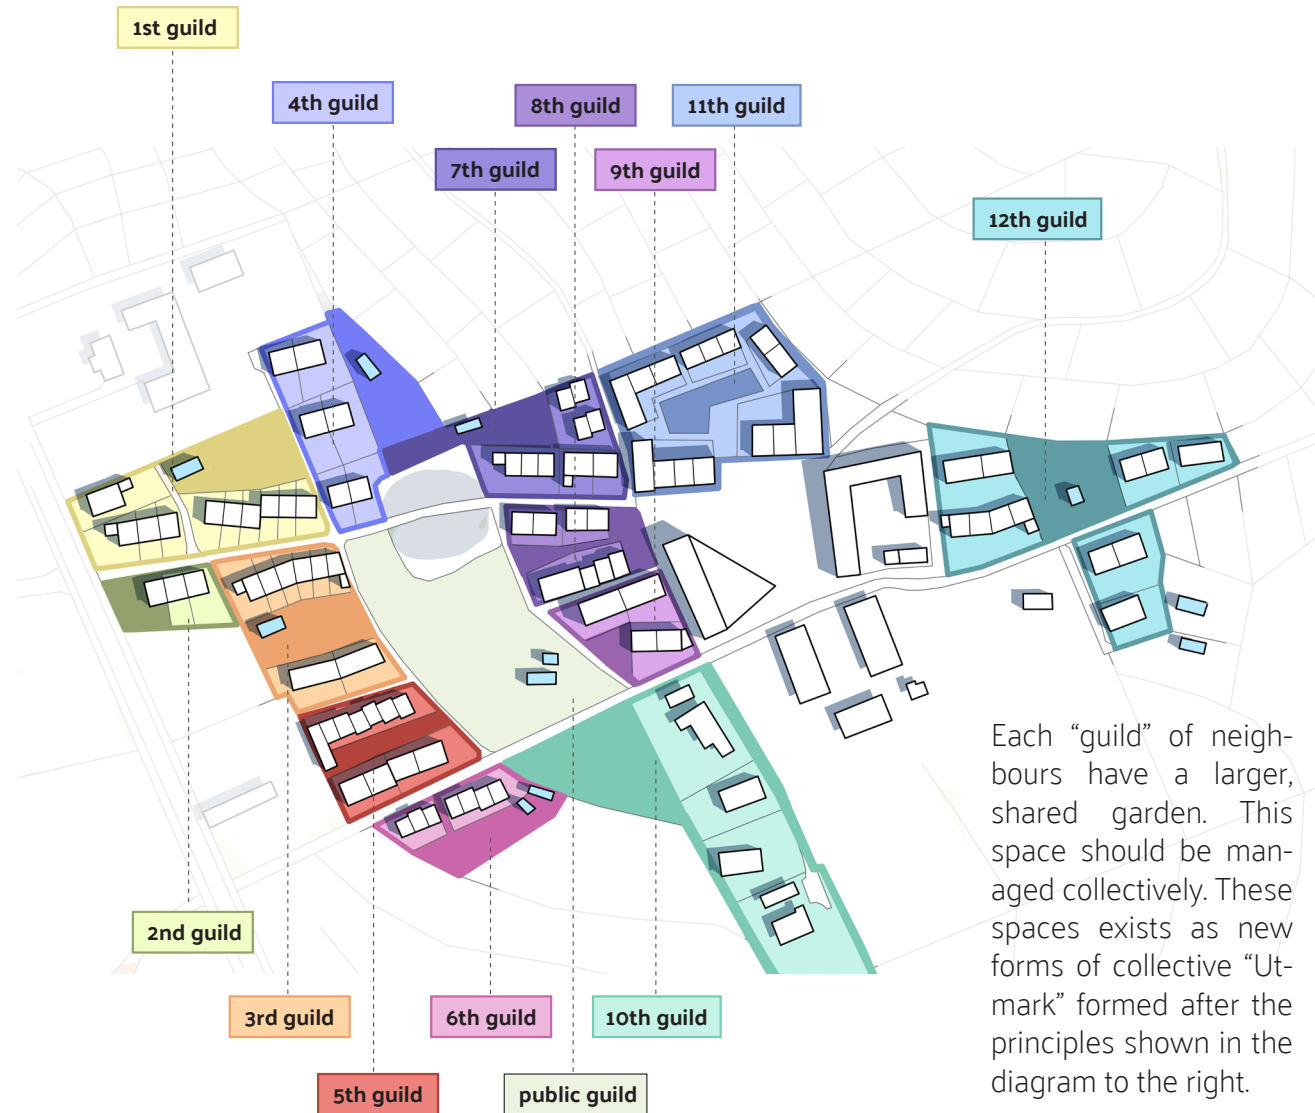 1st guild
4th guild
8th guild
11th guild
7th guild
9th guild
12th guild
Each “guild” of neigh-
bours have a larger,
shared garden. This
space should be man-
aged collectively. These
spaces exists as new
forms of collective “Ut-
mark” formed after the
principles shown in the
diagram to the right.
2nd guild
3rd guild
6th guild
10th guild
5th guild
public guild